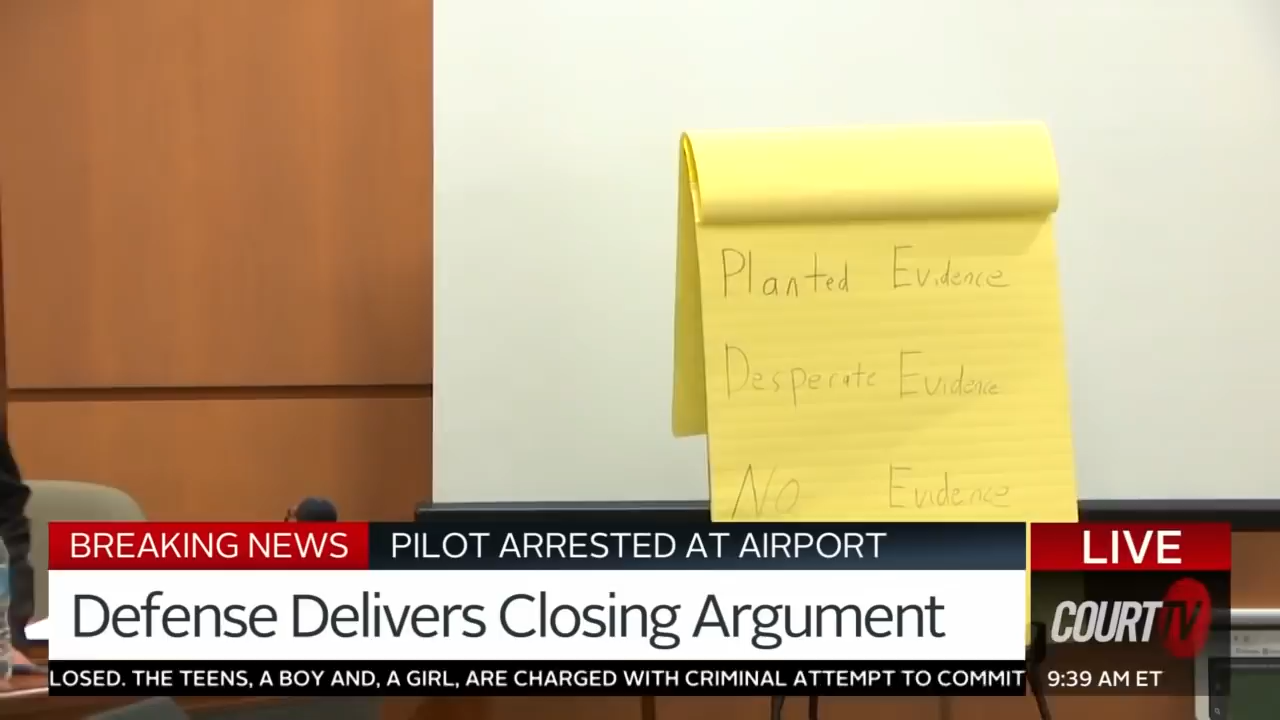 Planted Evidence
Desperate Evidence
No Evidence
BREAKING NEWS PILOT ARRESTED AT AIRPORT
LIVE
Defense Delivers Closing Argument
COURT TV
LOSED. THE TEENS, A BOY AND, A GIRL, ARE CHARGED WITH CRIMINAL ATTEMPT TO COMMIT
9:39 AM ET